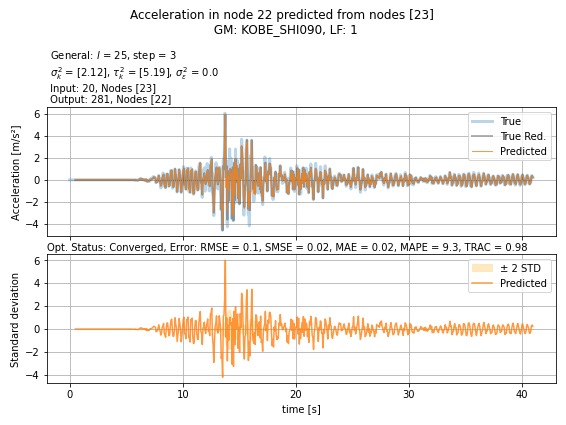 Acceleration in node 22 predicted from nodes [23]
GM: KOBE_SHI090, LF: 1
General: l = 25, step = 3
σ²ₖ = [2.12], τ²ₖ = [5.19], σ²ε = 0.0
Input: 20, Nodes [23]
Output: 281, Nodes [22]
Acceleration [m/s²]
6
4
2
0
−2
−4
True
True Red.
Predicted
Opt. Status: Converged, Error: RMSE = 0.1, SMSE = 0.02, MAE = 0.02, MAPE = 9.3, TRAC = 0.98
Standard deviation
6
4
2
0
−2
−4
± 2 STD
Predicted
0
10
20
30
40
time [s]